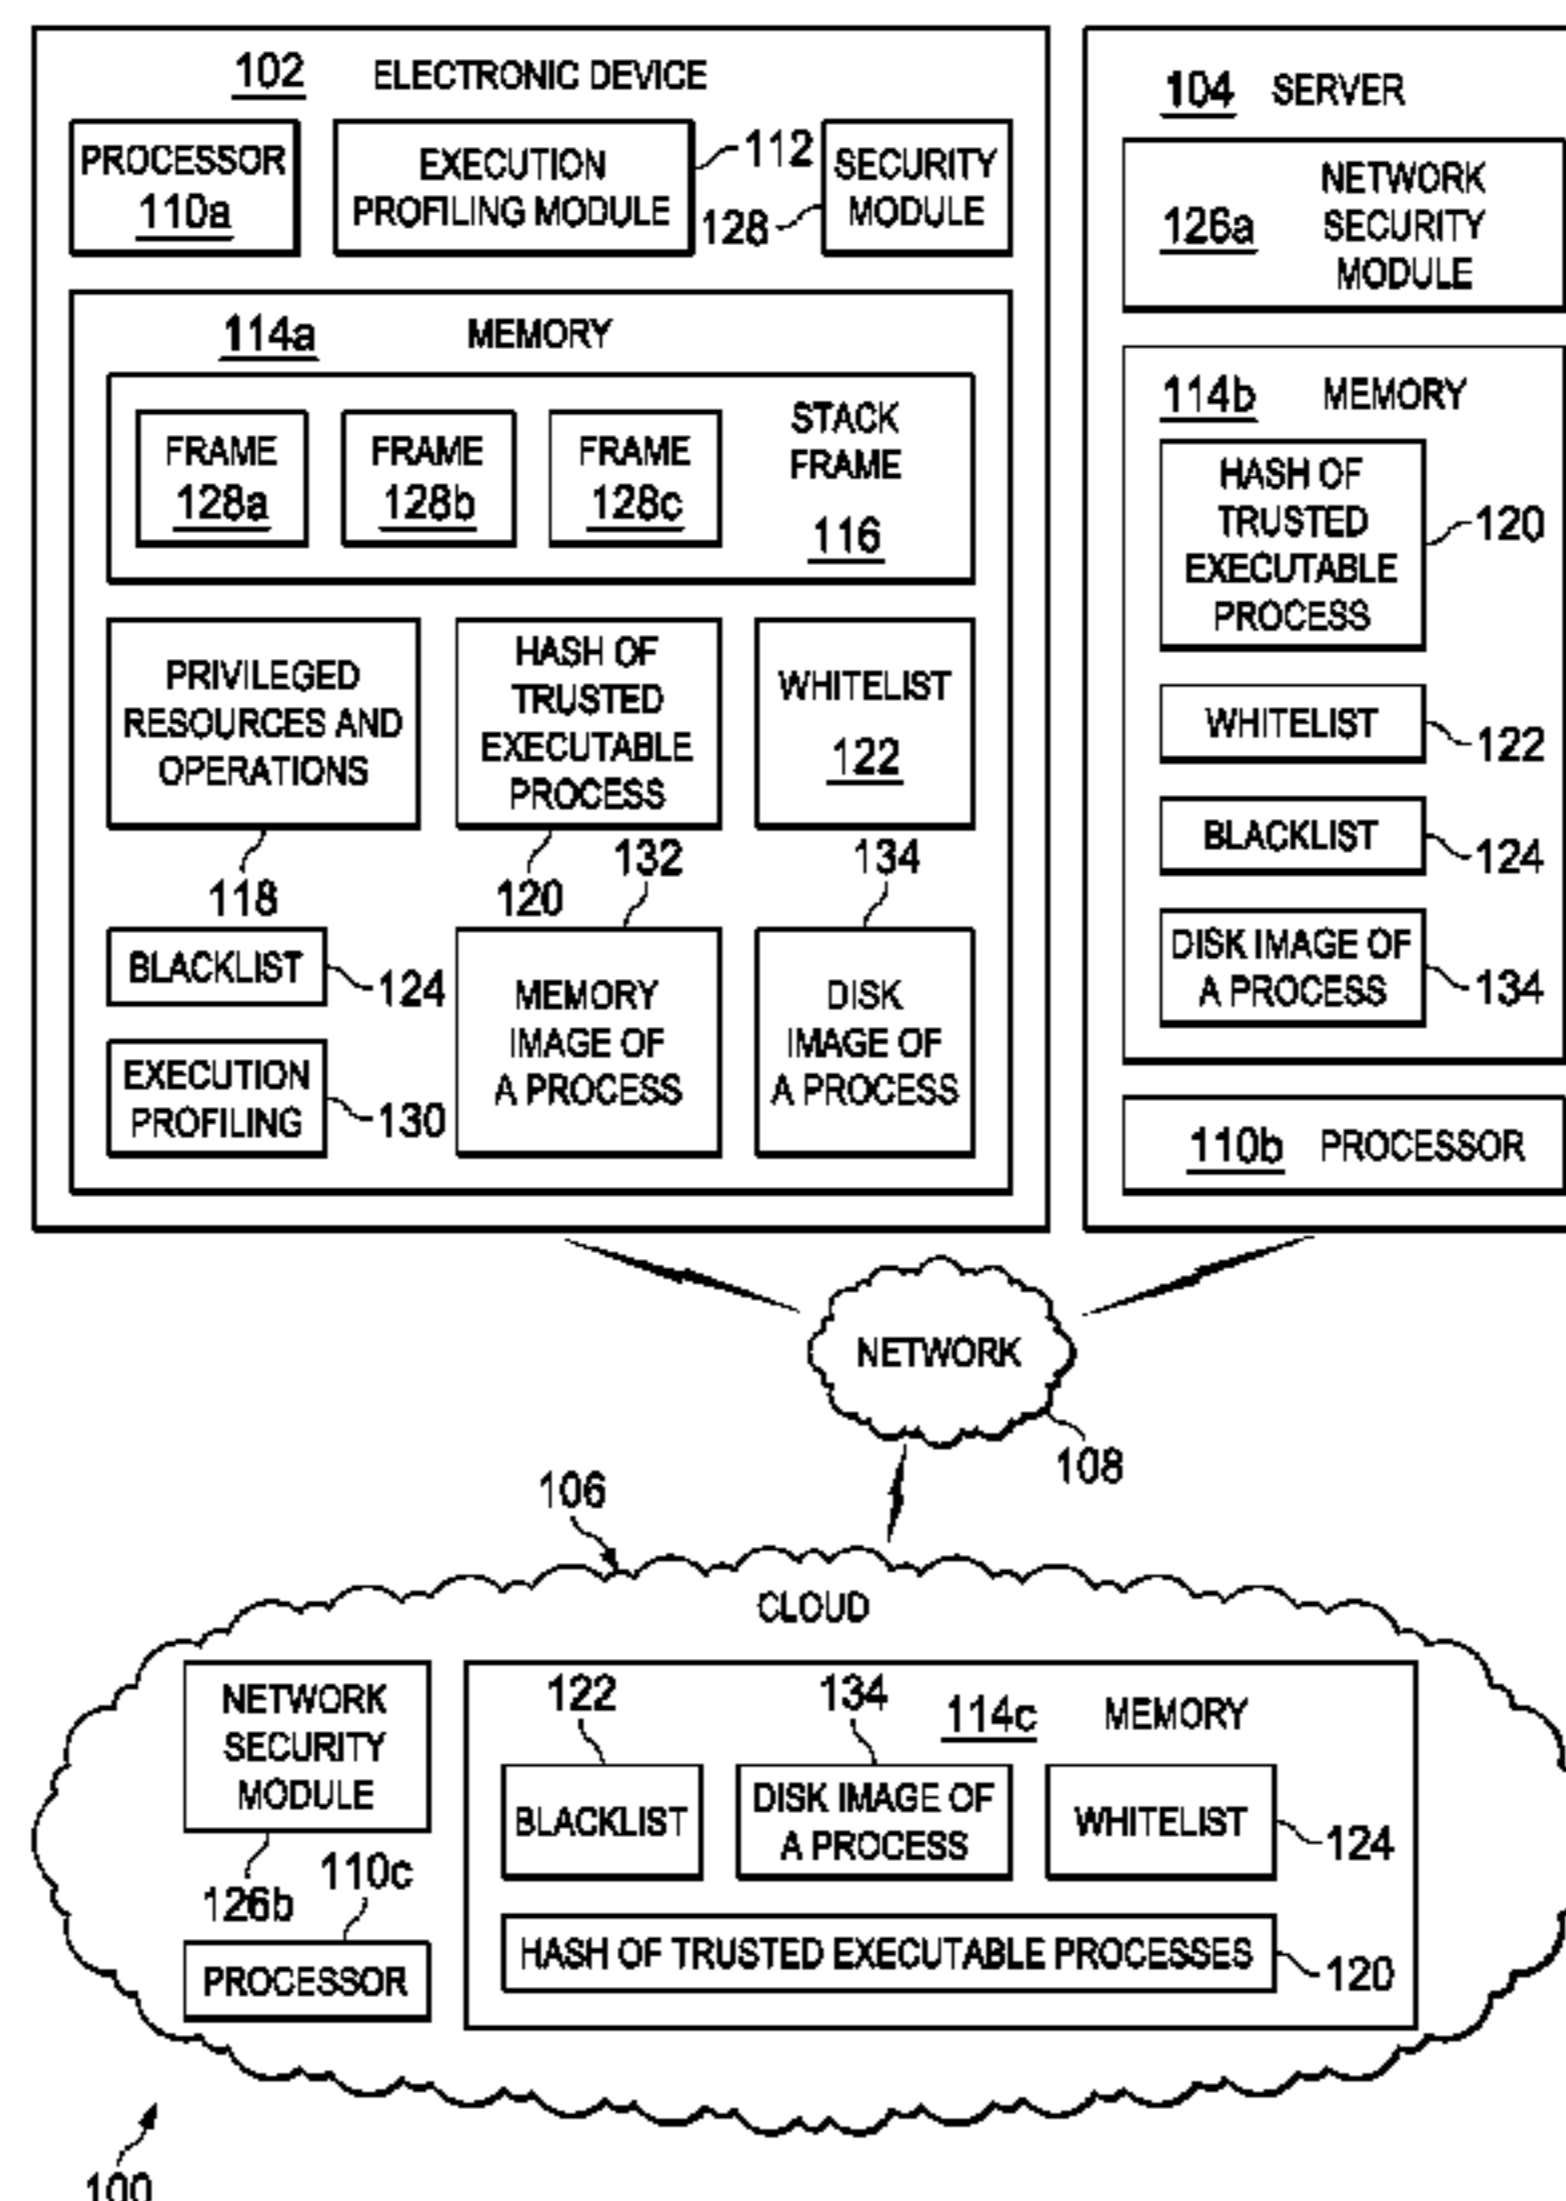 102 ELECTRONIC DEVICE
PROCESSOR
110a
EXECUTION
PROFILING MODULE
112
128
SECURITY
MODULE
114a MEMORY
FRAME
128a
FRAME
128b
FRAME
128c
STACK
FRAME
116
PRIVILEGED
RESOURCES AND
OPERATIONS
118
HASH OF
TRUSTED
EXECUTABLE
PROCESS
120
WHITELIST
122
BLACKLIST
124
EXECUTION
PROFILING
130
132
MEMORY
IMAGE OF
A PROCESS
134
DISK
IMAGE OF
A PROCESS
104 SERVER
126a
NETWORK
SECURITY
MODULE
114b MEMORY
HASH OF
TRUSTED
EXECUTABLE
PROCESS
120
WHITELIST
122
BLACKLIST
124
DISK IMAGE OF
A PROCESS
134
110b PROCESSOR
NETWORK
108
106
CLOUD
NETWORK
SECURITY
MODULE
126b
110c
PROCESSOR
114c MEMORY
122
BLACKLIST
134
DISK IMAGE OF
A PROCESS
WHITELIST
124
HASH OF TRUSTED EXECUTABLE PROCESSES
120
100